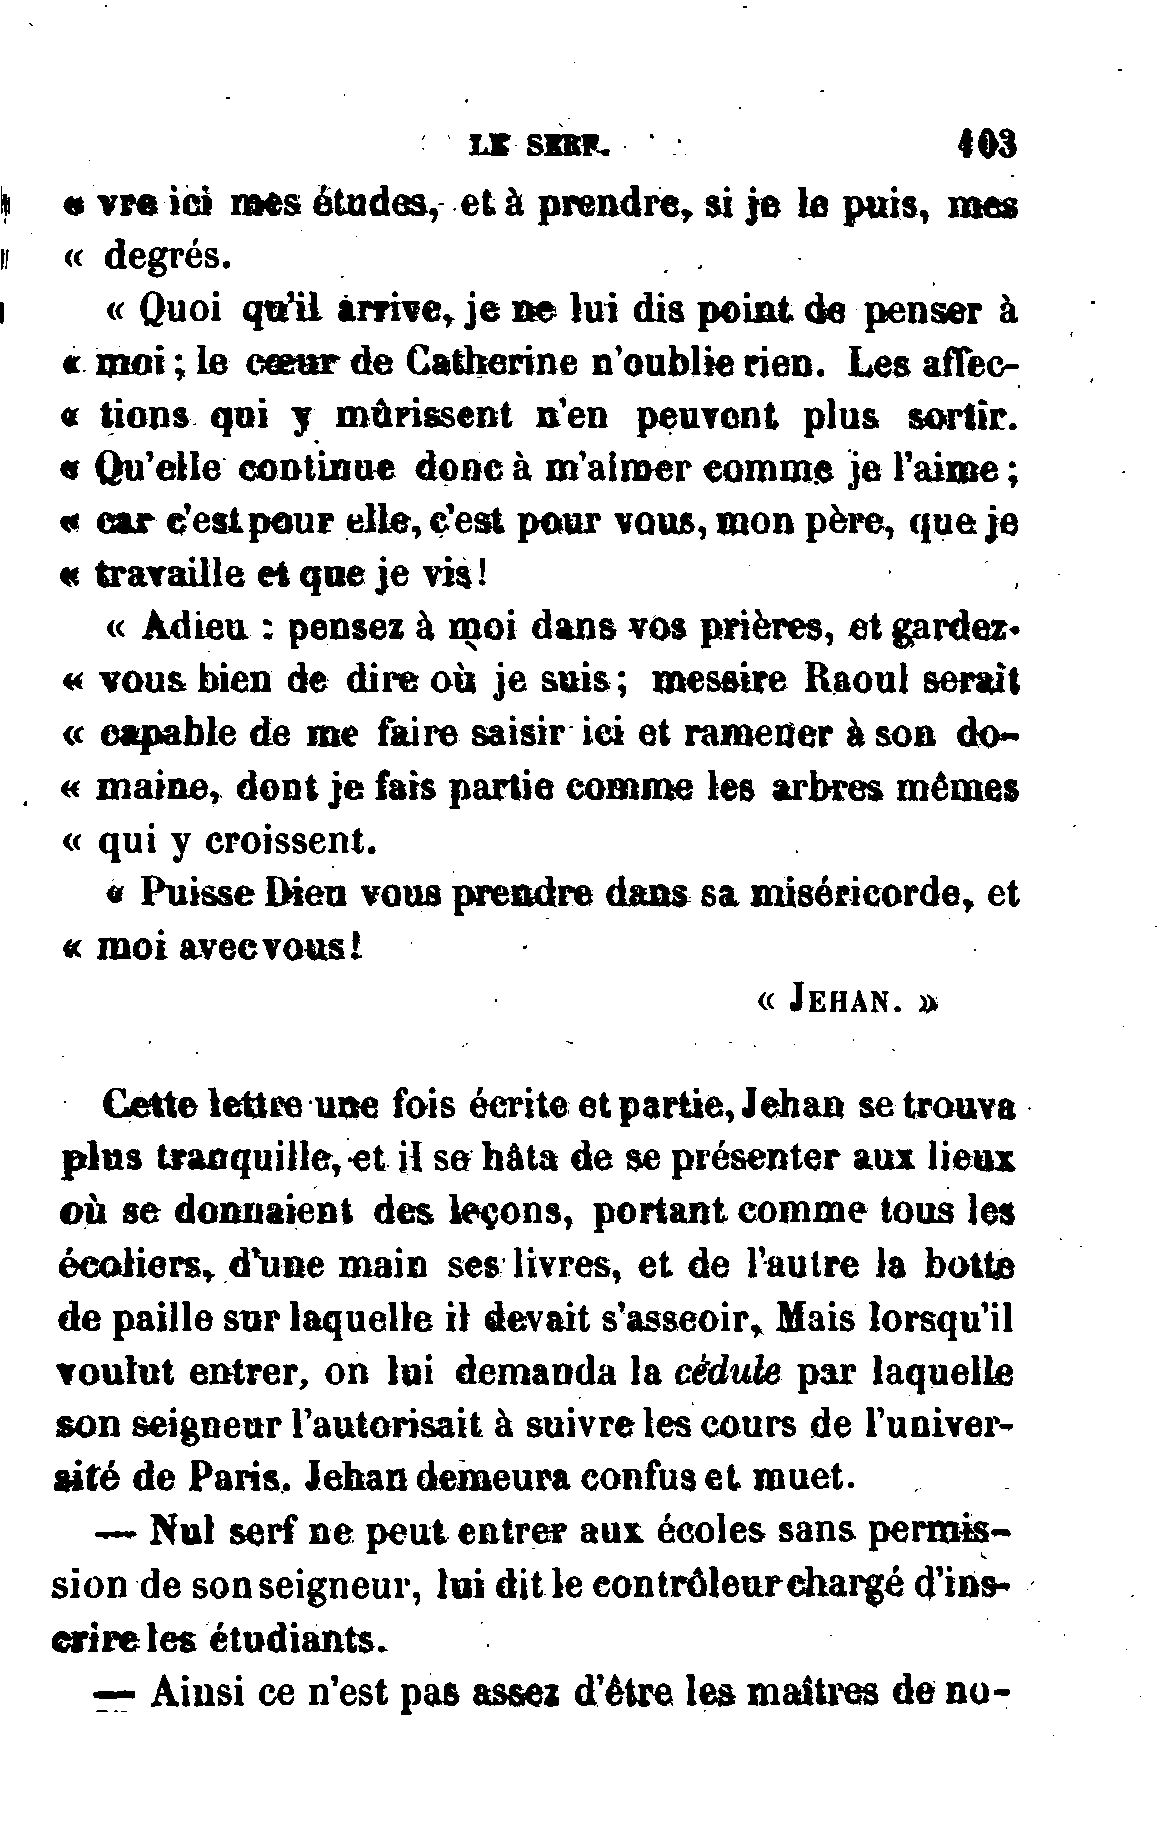 LE SERF. 103
« vre ici mes études, et à prendre, si je le puis, mes
« degrés.
« Quoi qu'il arrive, je ne lui dis point de penser à
« moi ; le cœur de Catherine n'oublie rien. Les affec-
« tions qui y mûrissent n'en peuvent plus sortir.
« Qu'elle continue donc à m'aimer comme je l'aime ;
« car c'est pour elle, c'est pour vous, mon père, que je
« travaille et que je vis !
« Adieu : pensez à moi dans vos prières, et gardez-
« vous bien de dire où je suis ; messire Raoul serait
« capable de me faire saisir ici et ramener à son do-
« maine, dont je fais partie comme les arbres mêmes
« qui y croissent.
« Puisse Dieu vous prendre dans sa miséricorde, et
« moi avec vous !
« JEHAN. »
Cette lettre une fois écrite et partie, Jehan se trouva
plus tranquille, et il se hâta de se présenter aux lieux
où se donnaient des leçons, portant comme tous les
écoliers, d'une main ses livres, et de l'autre la botte
de paille sur laquelle il devait s'asseoir, Mais lorsqu'il
voulut entrer, on lui demanda la cédule par laquelle
son seigneur l'autorisait à suivre les cours de l'univer-
sité de Paris. Jehan demeura confus et muet.
— Nul serf ne peut entrer aux écoles sans permis-
sion de son seigneur, lui dit le contrôleur chargé d'ins-
crire les étudiants.
— Ainsi ce n'est pas assez d'être les maîtres de no-